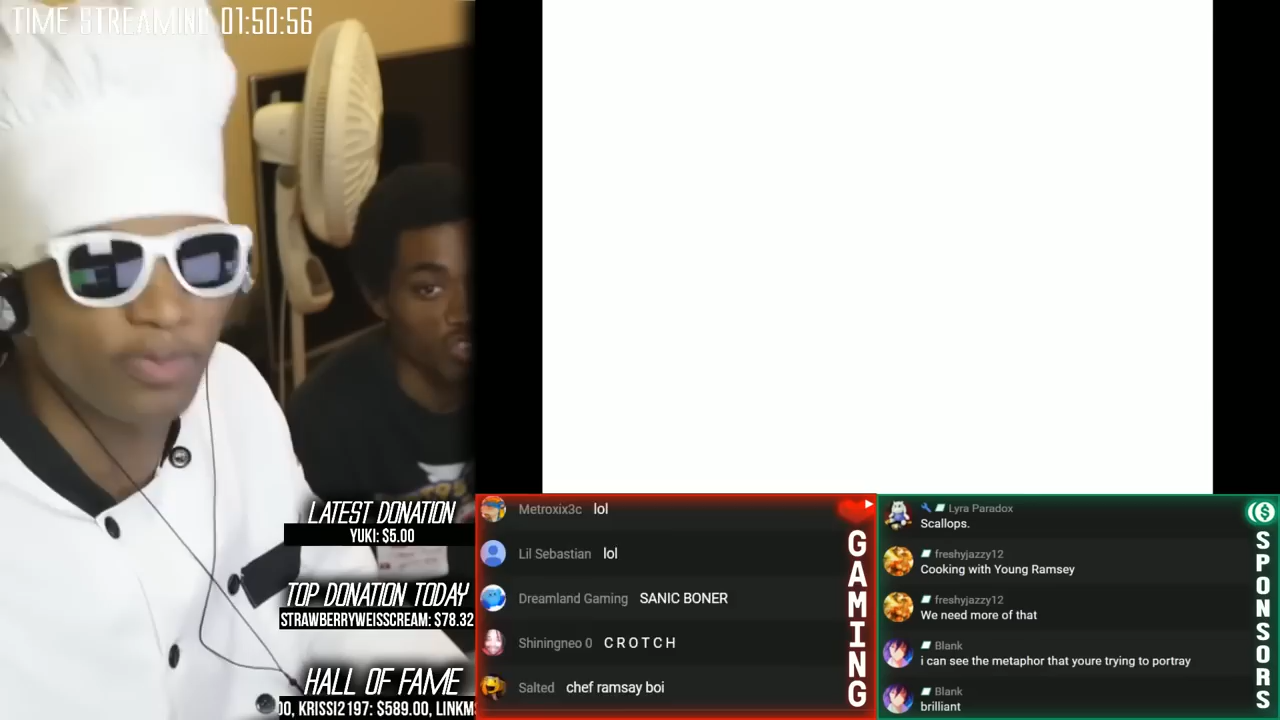 TIME STREAMING 01:50:56
LATEST DONATION
YUKI: $5.00
TOP DONATION TODAY
STRAWBERRYWEISSCREAM: $78.32
HALL OF FAME
00, KRISSI2197: $589.00, LINKM
Metroxix3c lol
Lil Sebastian lol
Dreamland Gaming SANIC BONER
Shiningneo 0 C R O T C H
Salted chef ramsay boi
GAMING
Lyra Paradox
Scallops.
freshyjazzy12
Cooking with Young Ramsey
freshyjazzy12
We need more of that
Blank
i can see the metaphor that youre trying to portray
Blank
brilliant
SPONSORS